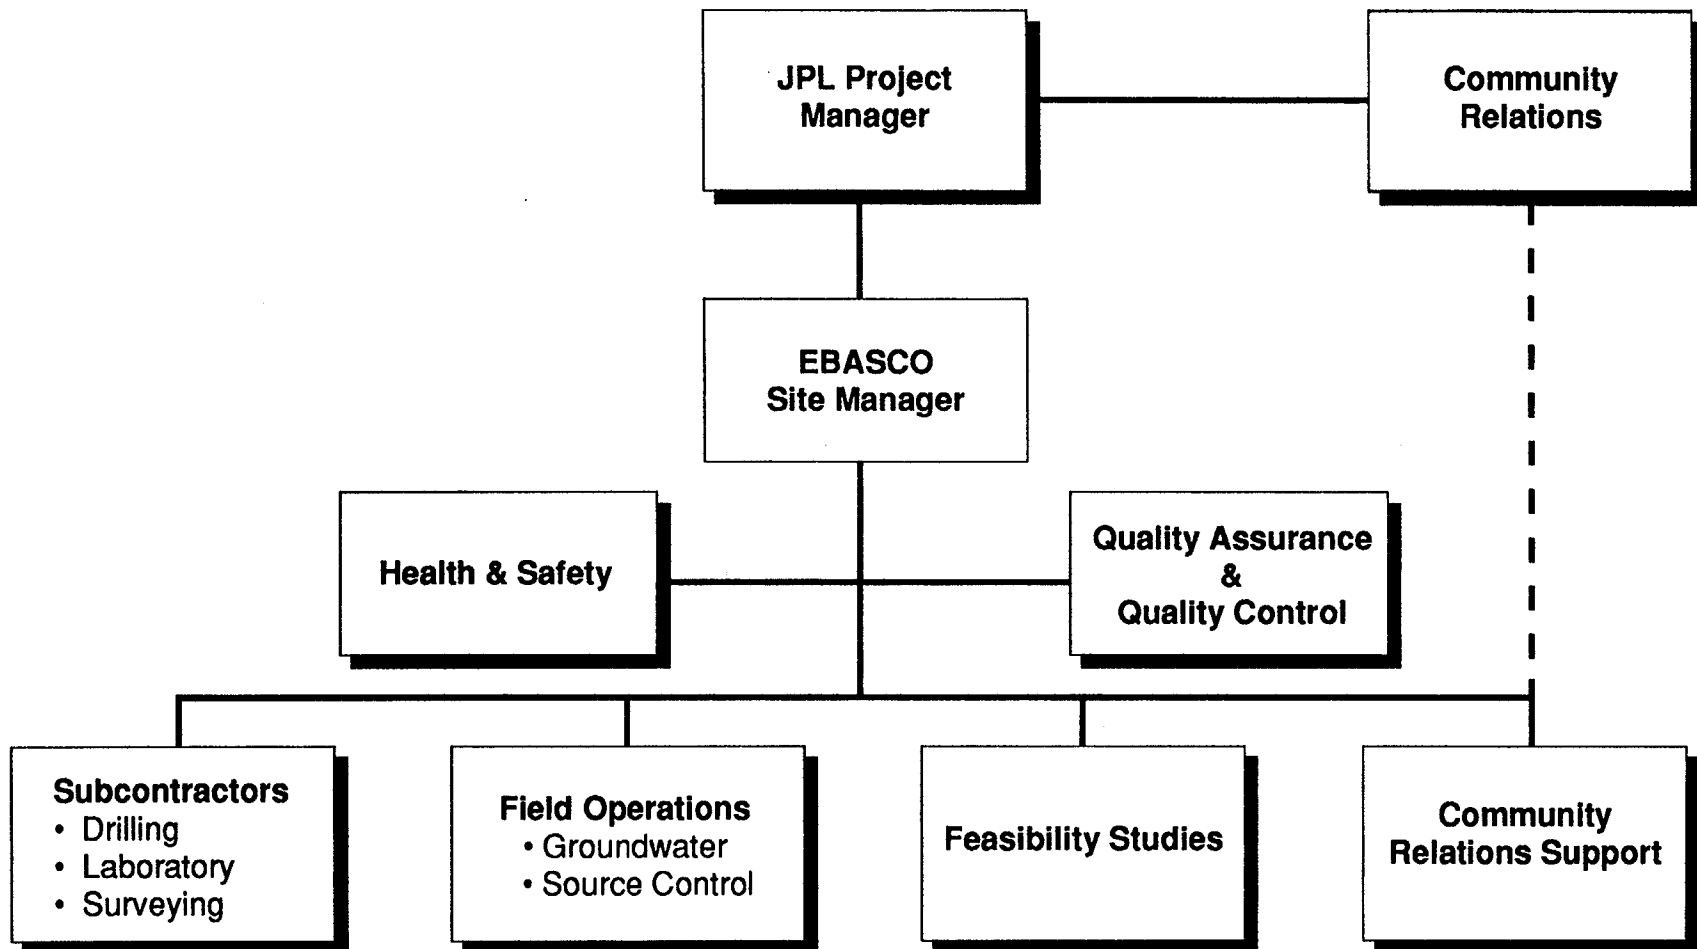 JPL Project
Manager
Community
Relations
EBASCO
Site Manager
Health & Safety
Quality Assurance
&
Quality Control
Subcontractors
• Drilling
• Laboratory
• Surveying
Field Operations
• Groundwater
• Source Control
Feasibility Studies
Community
Relations Support